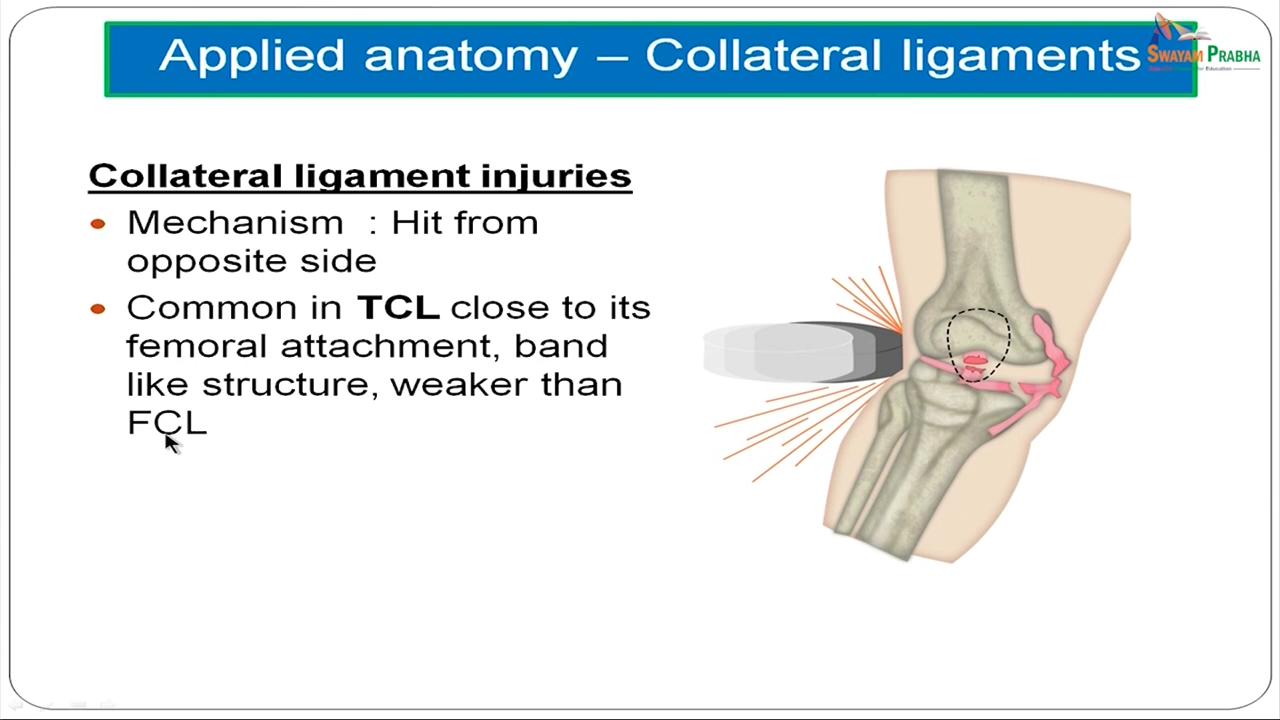 Applied anatomy – Collateral ligaments
SWAYAM PRABHA
Collateral ligament injuries
• Mechanism : Hit from
opposite side
• Common in TCL close to its
femoral attachment, band
like structure, weaker than
FCL